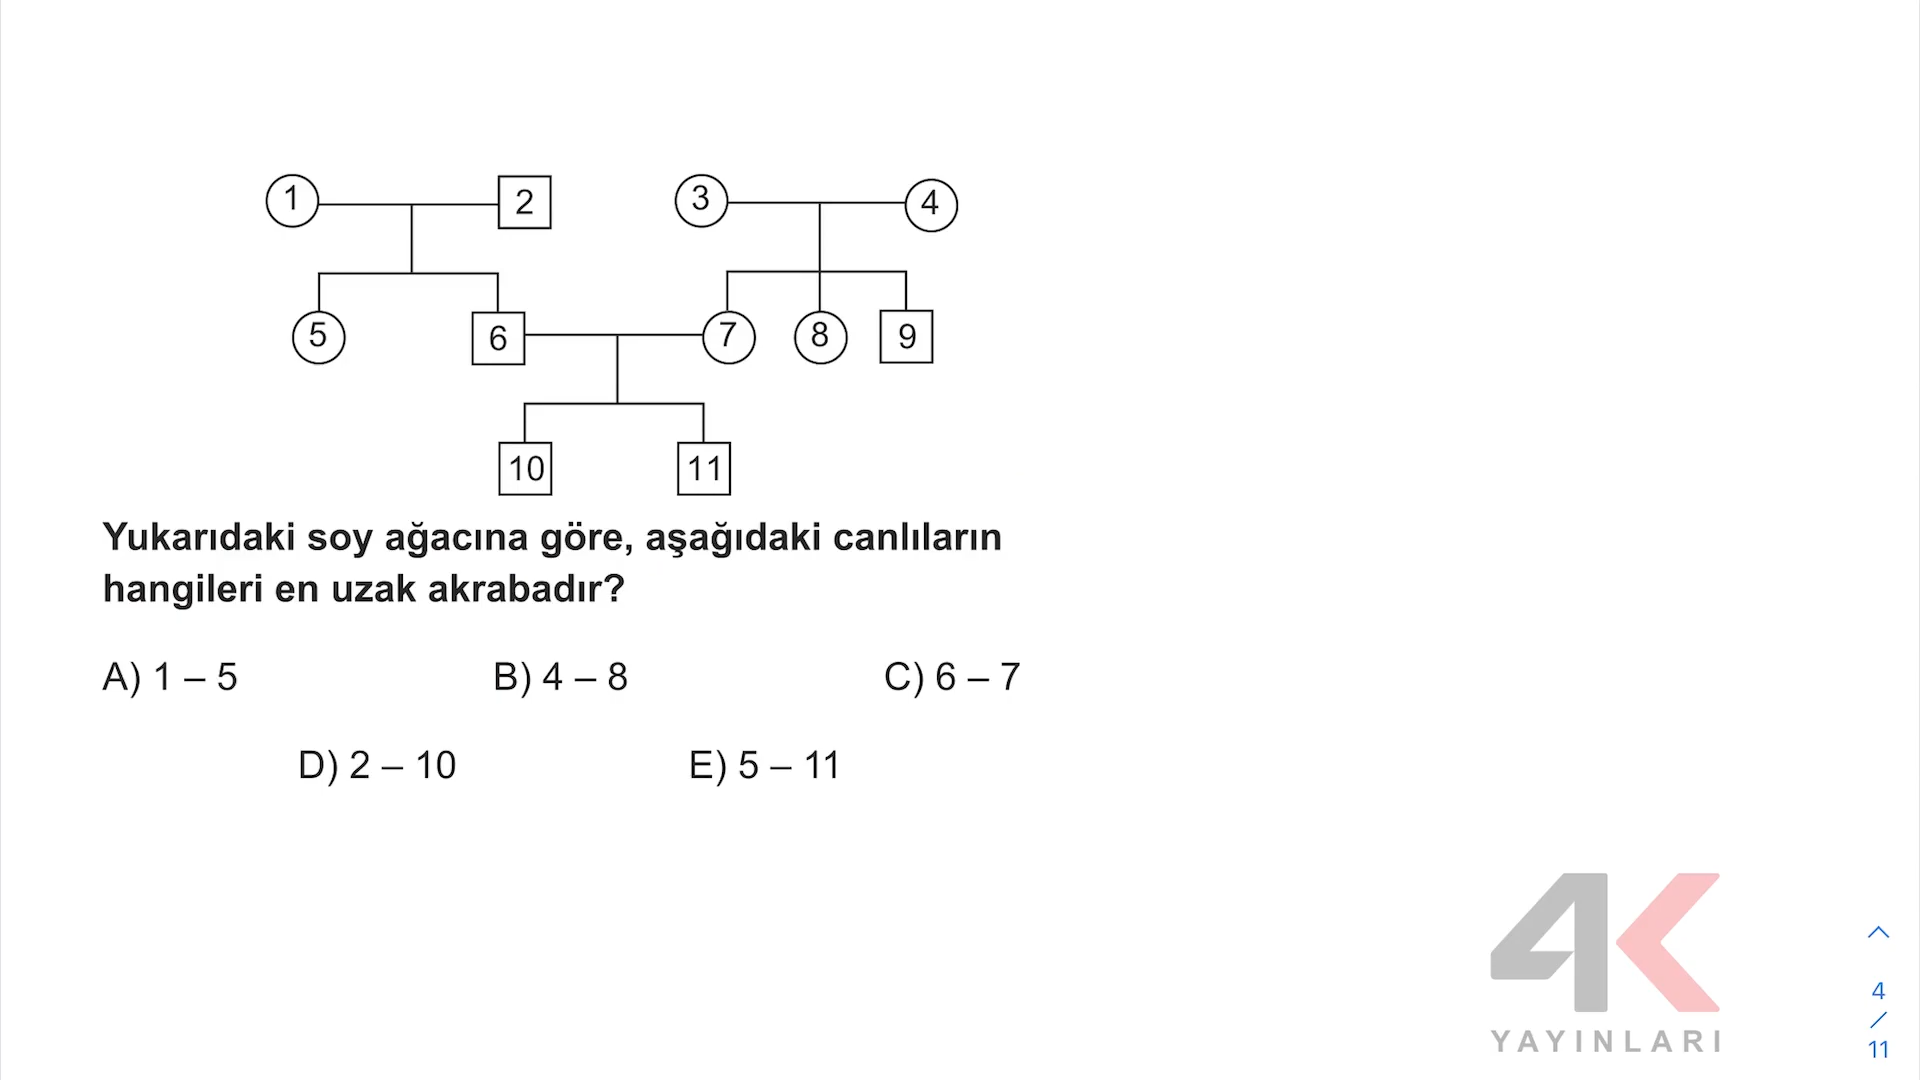 1 2 3 4
5 6 7 8 9
10 11
Yukarıdaki soy ağacına göre, aşağıdaki canlıların
hangileri en uzak akrabadır?
A) 1 – 5 B) 4 – 8 C) 6 – 7
D) 2 – 10 E) 5 – 11
4K
YAYINLARI
4
/
11